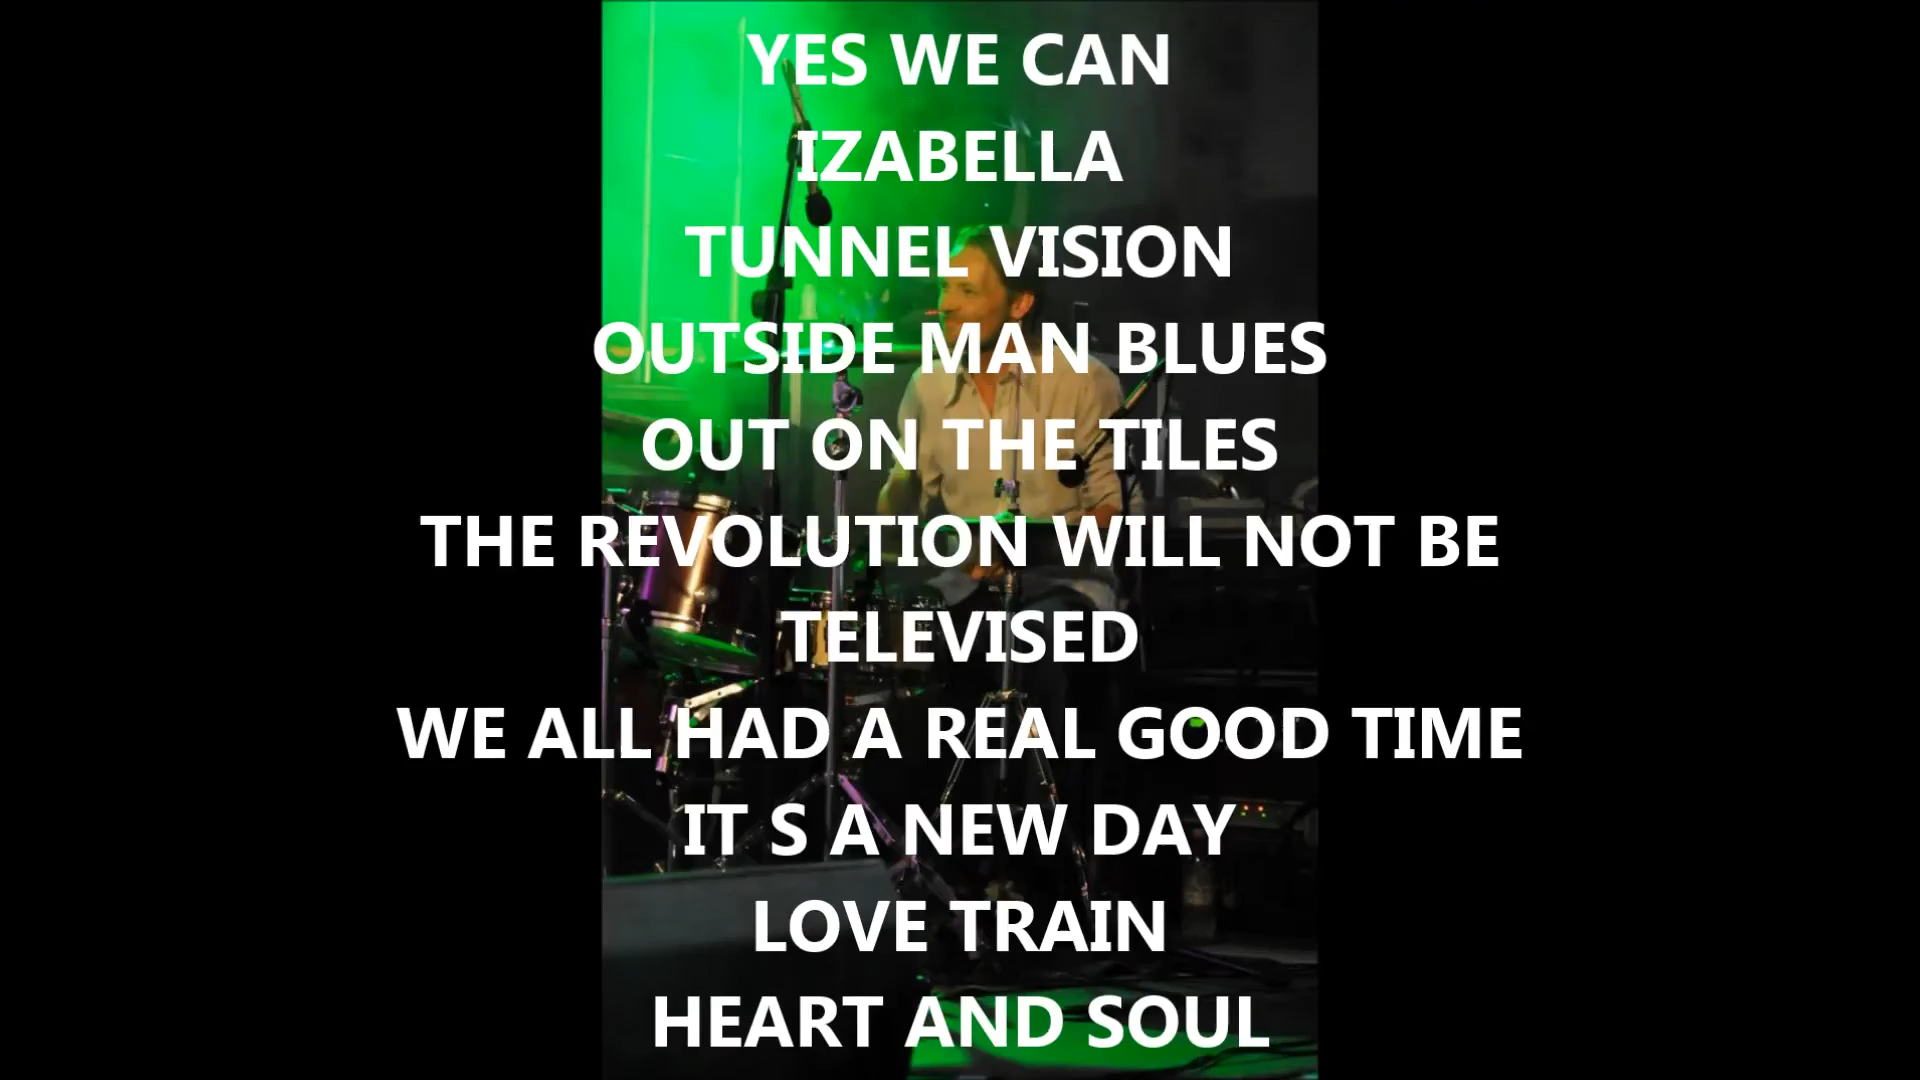 YES WE CAN
IZABELLA
TUNNEL VISION
OUTSIDE MAN BLUES
OUT ON THE TILES
THE REVOLUTION WILL NOT BE
TELEVISED
WE ALL HAD A REAL GOOD TIME
IT S A NEW DAY
LOVE TRAIN
HEART AND SOUL